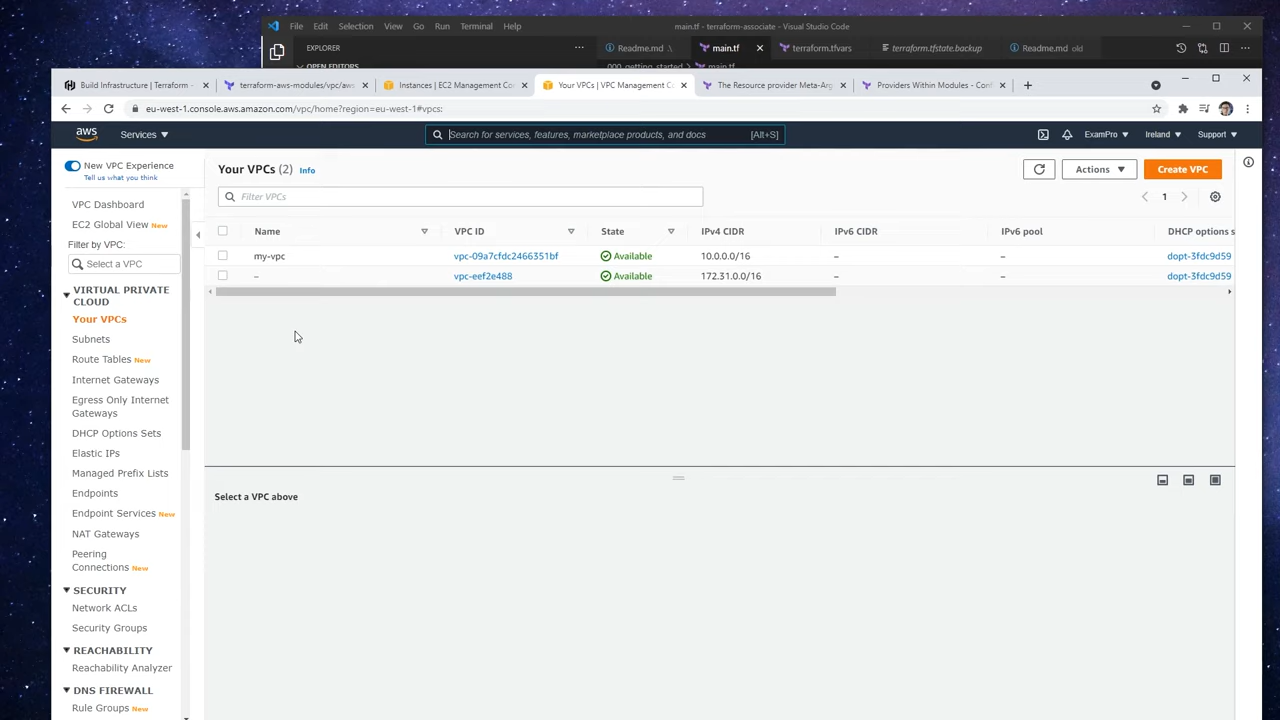 File Edit Selection View Go Run Terminal Help main.tf - terraform-associate - Visual Studio Code
EXPLORER ··· Readme.md .\ main.tf terraform.tfvars terraform.tfstate.backup Readme.md old
OPEN EDITORS 000_getting_started main.tf
Build Infrastructure | Terraform - terraform-aws-modules/vpc/aws Instances | EC2 Management Co Your VPCs | VPC Management Co The Resource provider Meta-Arg Providers Within Modules - Conf
eu-west-1.console.aws.amazon.com/vpc/home?region=eu-west-1#vpcs:
aws Services Search for services, features, marketplace products, and docs [Alt+S] ExamPro Ireland Support
New VPC Experience
Tell us what you think
VPC Dashboard
EC2 Global View New
Filter by VPC:
Select a VPC
VIRTUAL PRIVATE
CLOUD
Your VPCs
Subnets
Route Tables New
Internet Gateways
Egress Only Internet
Gateways
DHCP Options Sets
Elastic IPs
Managed Prefix Lists
Endpoints
Endpoint Services New
NAT Gateways
Peering
Connections New
SECURITY
Network ACLs
Security Groups
REACHABILITY
Reachability Analyzer
DNS FIREWALL
Rule Groups New
Your VPCs (2) Info Actions Create VPC
Filter VPCs 1
Name VPC ID State IPv4 CIDR IPv6 CIDR IPv6 pool DHCP options s
my-vpc vpc-09a7cfdc2466351bf Available 10.0.0.0/16 – – dopt-3fdc9d59
– vpc-eef2e488 Available 172.31.0.0/16 – – dopt-3fdc9d59
Select a VPC above